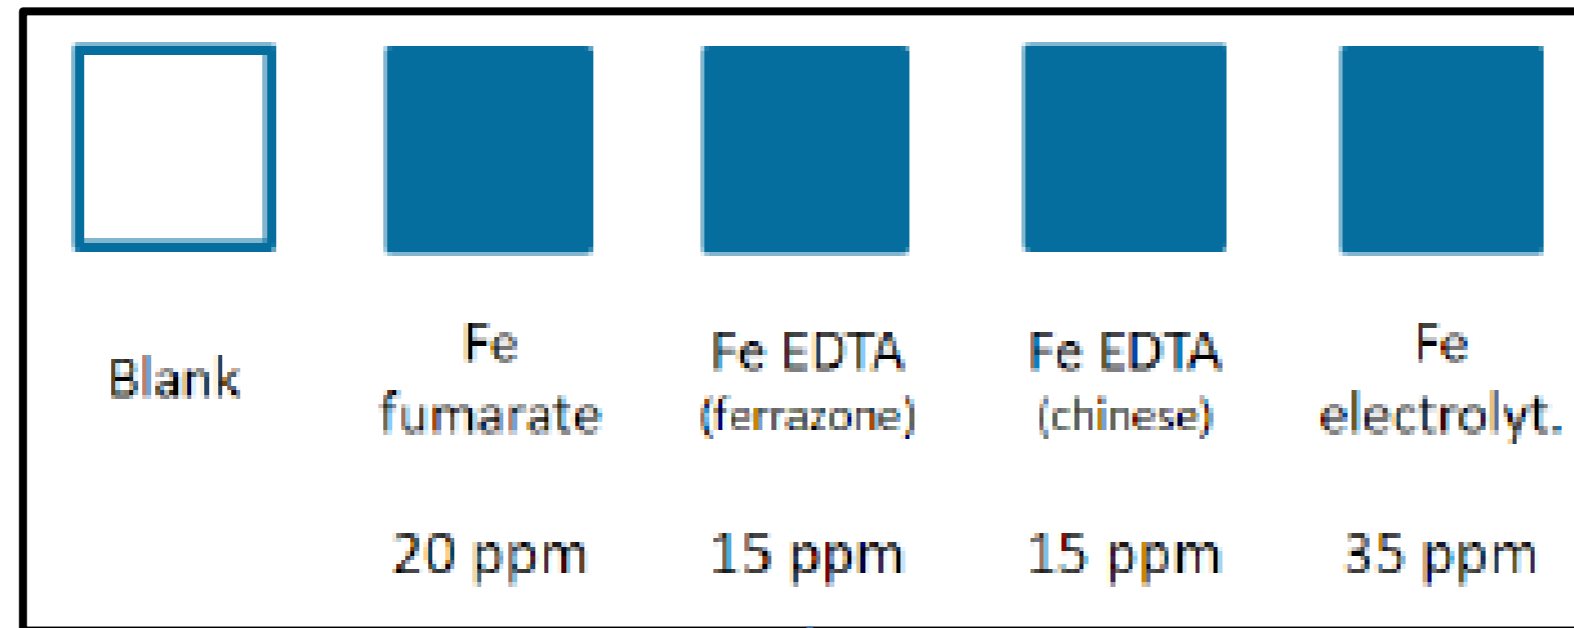 Blank
Fe
fumarate
Fe EDTA
(ferrazone)
Fe EDTA
(chinese)
Fe
electrolyt.
20 ppm
15 ppm
15 ppm
35 ppm